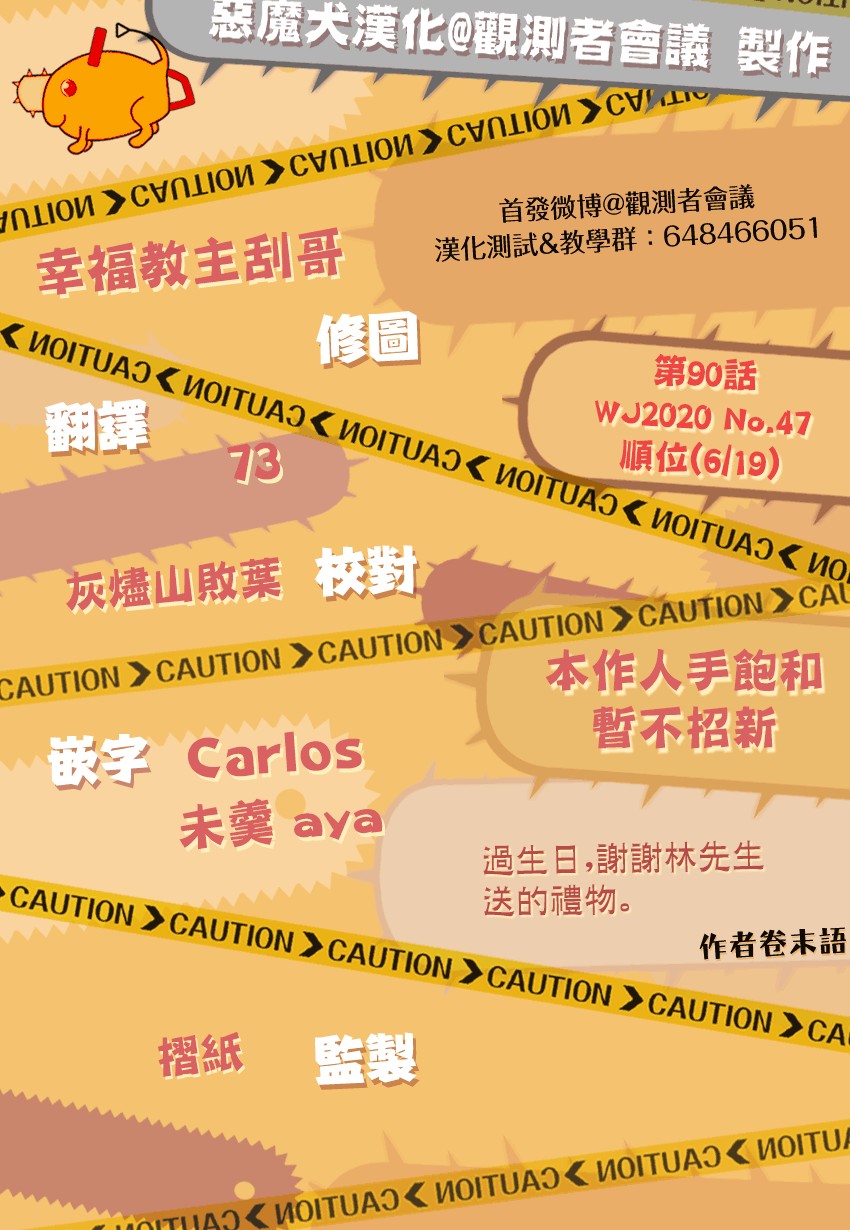 惡魔犬漢化@觀測者會議 製作
CAUTION CAUTION CAUTION CAUTION
首發微博@觀測者會議
漢化測試&教學群：648466051
幸福教主刮哥
修圖
CAUTION CAUTION CAUTION CAUTION CAUTION
第90話
WJ2020 No.47
順位(6/19)
翻譯
73
灰燼山敗葉 校對
CAUTION CAUTION CAUTION CAUTION CAUTION CAU
本作人手飽和
暫不招新
嵌字 Carlos
未羹 aya
過生日,謝謝林先生
送的禮物。
作者卷末語
CAUTION CAUTION CAUTION CAUTION CAUTION CA
摺紙 監製
CAUTION CAUTION CAUTION CAUTION